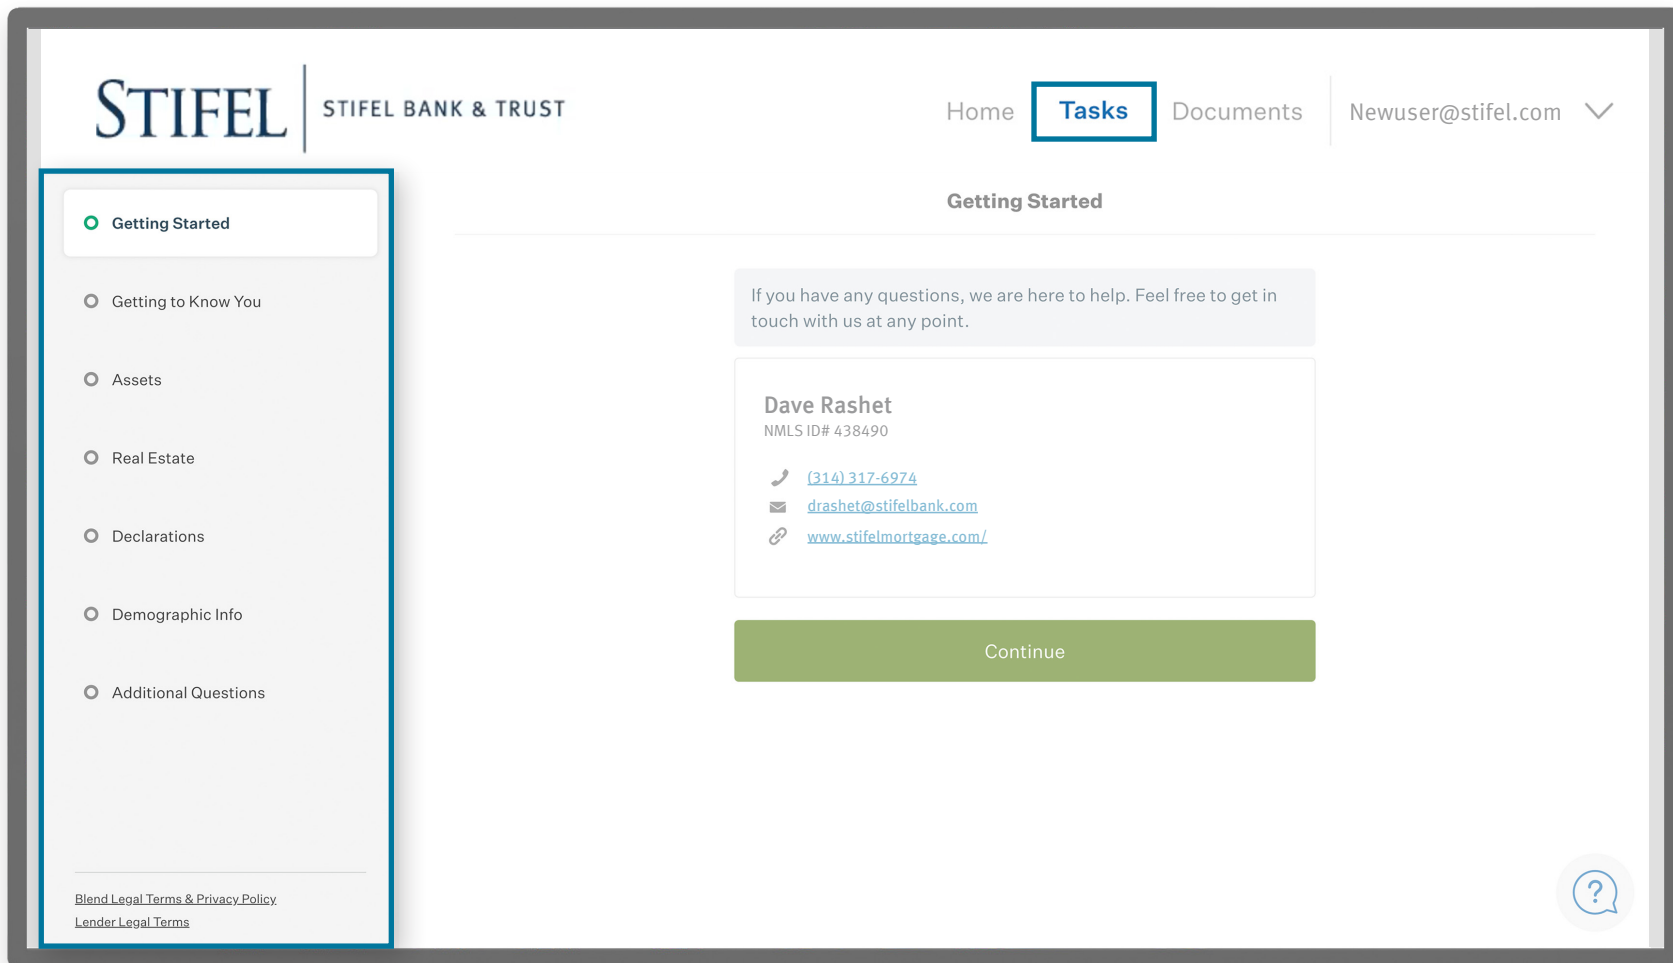 STIFEL
STIFEL BANK & TRUST
Home
Tasks
Documents
Newuser@stifel.com
Getting Started
Getting to Know You
Assets
Real Estate
Declarations
Demographic Info
Additional Questions
Blend Legal Terms & Privacy Policy
Lender Legal Terms
Getting Started
If you have any questions, we are here to help. Feel free to get in
touch with us at any point.
Dave Rashet
NMLS ID# 438490
(314) 317-6974
drashet@stifelbank.com
www.stifelmortgage.com/
Continue
?